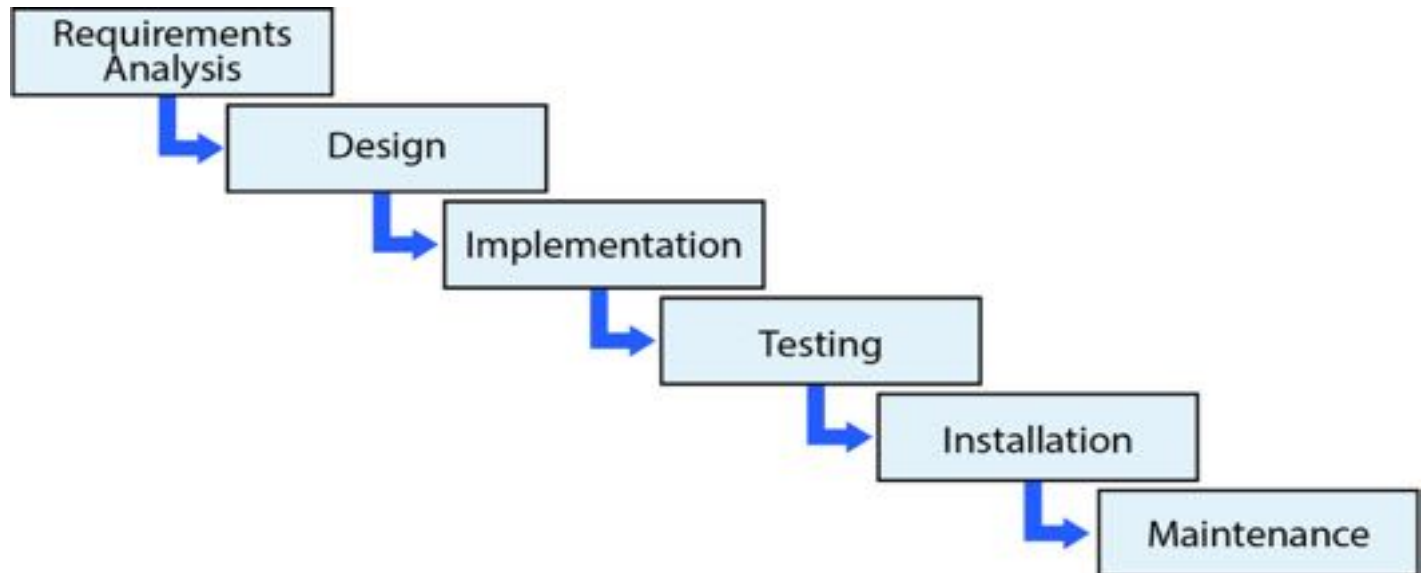 Requirements
Analysis
Design
Implementation
Testing
Installation
Maintenance